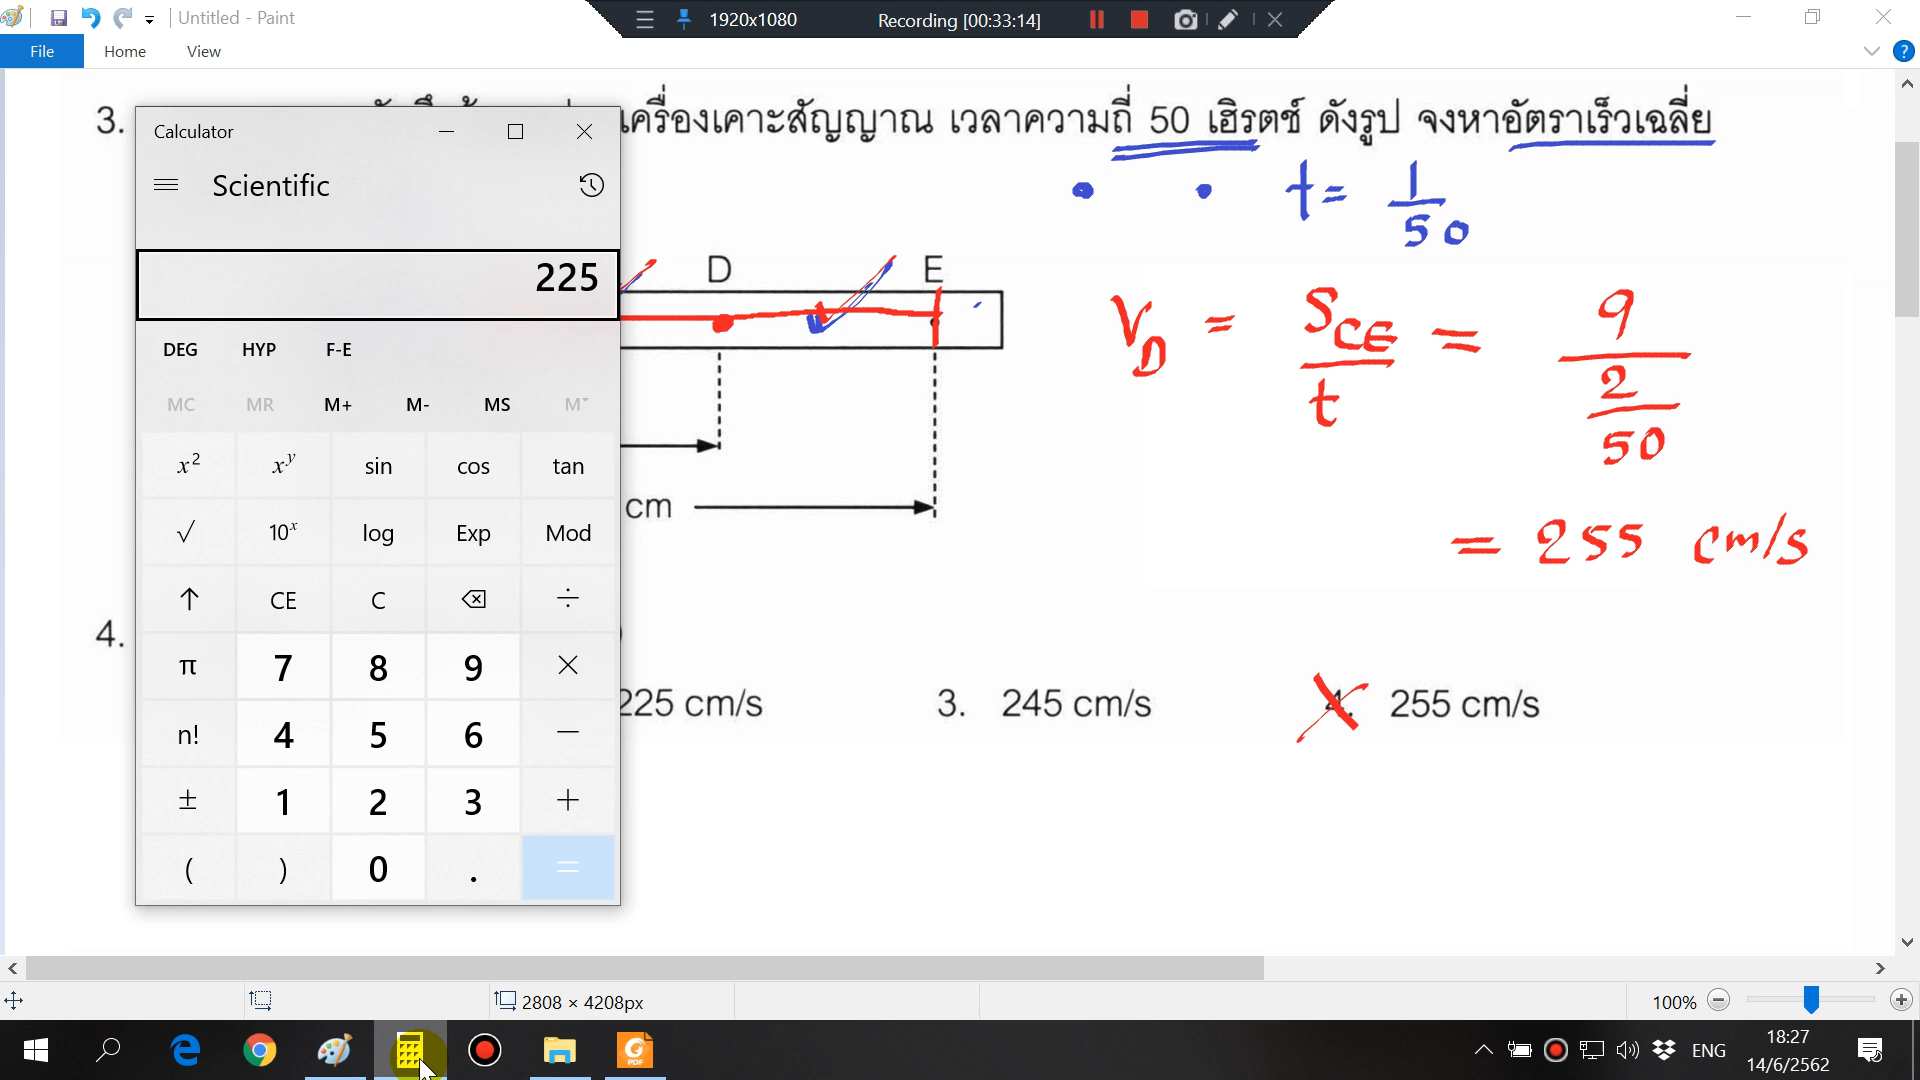 Untitled - Paint
1920x1080
Recording [00:33:14]
File
Home
View
3.
เครื่องเคาะสัญญาณ เวลาความถี่ 50 เฮิรตซ์ ดังรูป จงหาอัตราเร็วเฉลี่ย
t = 1/50
D
E
V_D = S_CE / t = 9 / (2/50)
cm
= 255 cm/s
4.
225 cm/s
3. 245 cm/s
4. 255 cm/s
Calculator
Scientific
225
DEG HYP F-E
MC MR M+ M- MS M˅
x² xʸ sin cos tan
√ 10ˣ log Exp Mod
↑ CE C ⌫ ÷
π 7 8 9 ×
n! 4 5 6 −
± 1 2 3 +
( ) 0 . =
2808 × 4208px
100%
PDF
ENG
18:27
14/6/2562